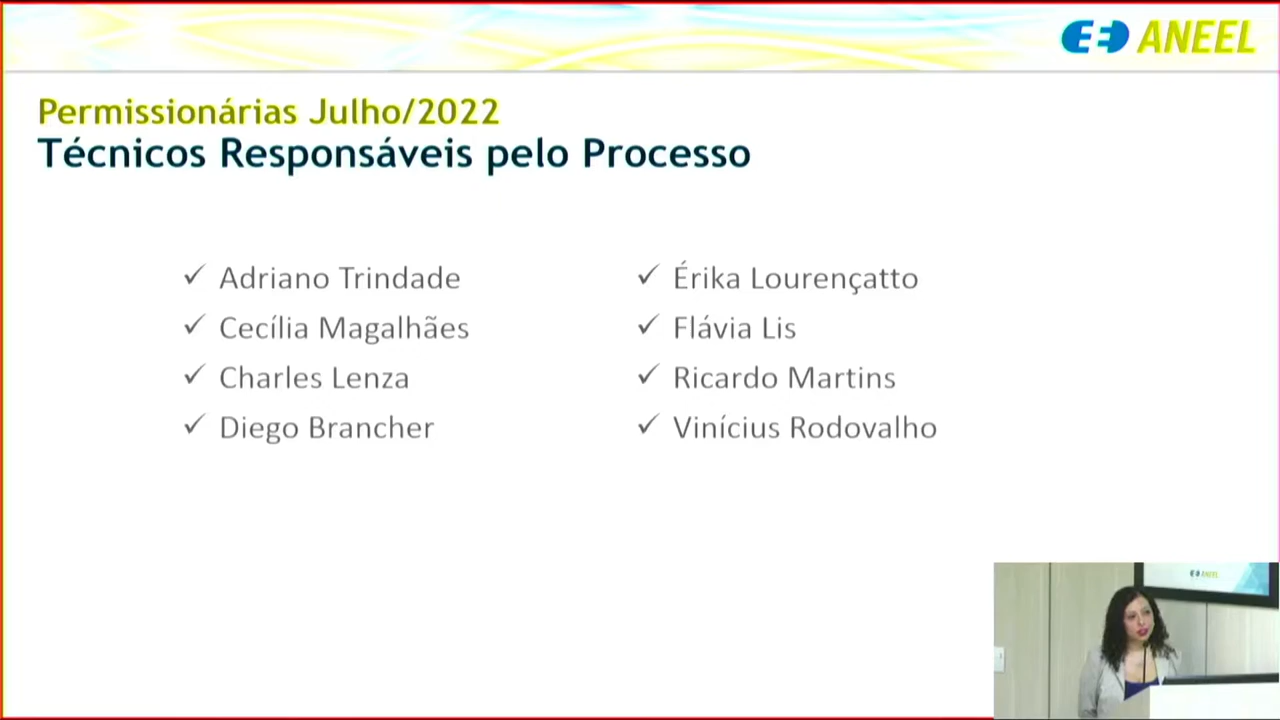 ANEEL
Permissionárias Julho/2022
Técnicos Responsáveis pelo Processo
✓ Adriano Trindade
✓ Cecília Magalhães
✓ Charles Lenza
✓ Diego Brancher
✓ Érika Lourençatto
✓ Flávia Lis
✓ Ricardo Martins
✓ Vinícius Rodovalho
ANEEL